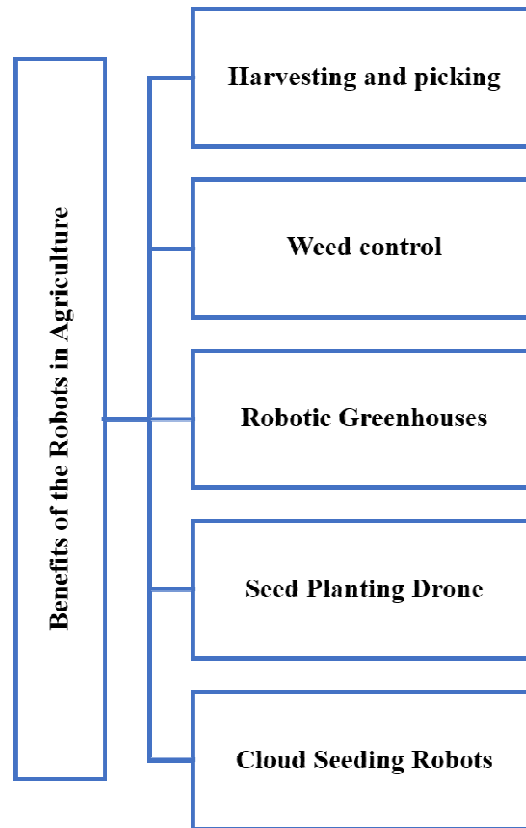 Benefits of the Robots in Agriculture
Harvesting and picking
Weed control
Robotic Greenhouses
Seed Planting Drone
Cloud Seeding Robots